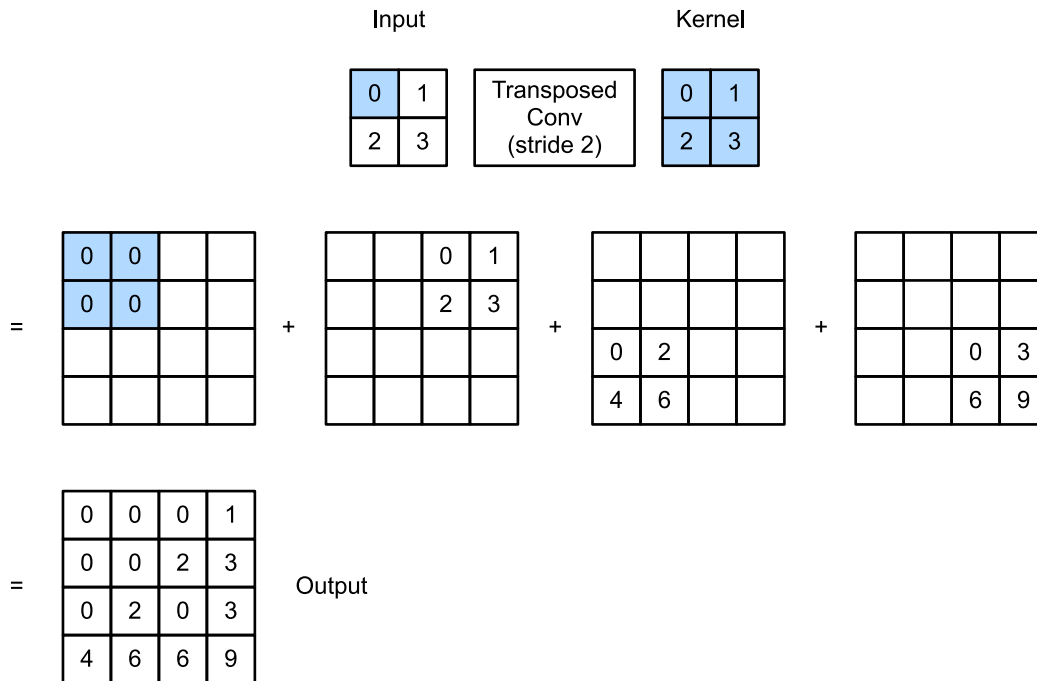 Input Kernel
0 1 Transposed Conv (stride 2) 0 1
2 3 2 3
0 0 0 1
0 0 2 3
= + + +
0 2 0 3
4 6 6 9
0 0 0 1
0 0 2 3
= Output
0 2 0 3
4 6 6 9